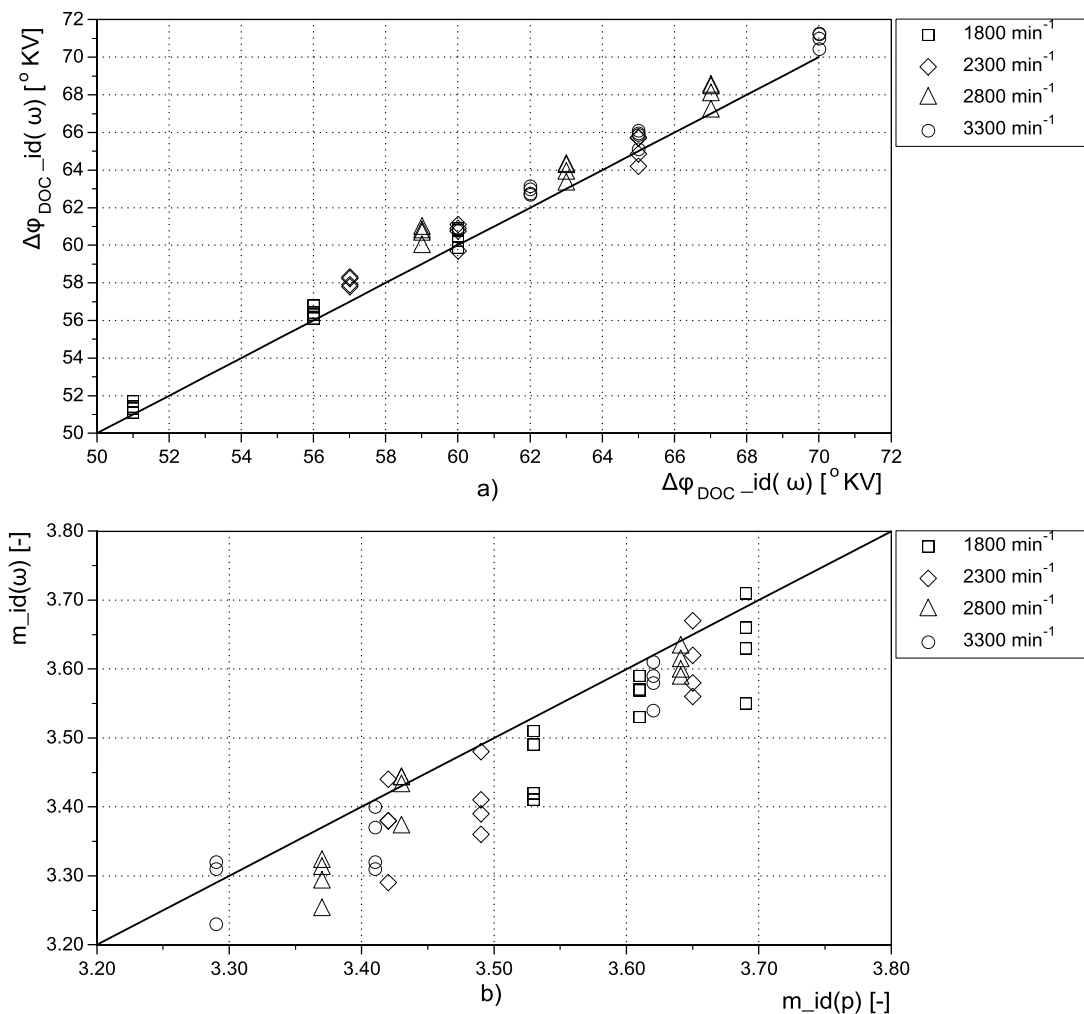 72
70
68
66
64
62
60
58
56
54
52
50
Δφ_DOC _id( ω) [° KV]
50 52 54 56 58 60 62 64 66 68 70 72
a)
Δφ_DOC _id( ω) [° KV]
1800 min⁻¹
2300 min⁻¹
2800 min⁻¹
3300 min⁻¹
3.80
3.70
3.60
3.50
3.40
3.30
3.20
m_id(ω) [-]
3.20 3.30 3.40 3.50 3.60 3.70 3.80
b)
m_id(p) [-]
1800 min⁻¹
2300 min⁻¹
2800 min⁻¹
3300 min⁻¹